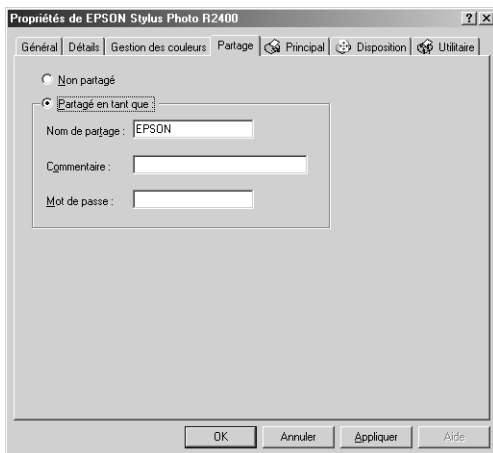 Propriétés de EPSON Stylus Photo R2400
Général Détails Gestion des couleurs Partage Principal Disposition Utilitaire
Non partagé
Partagé en tant que :
Nom de partage : EPSON
Commentaire :
Mot de passe :
OK Annuler Appliquer Aide